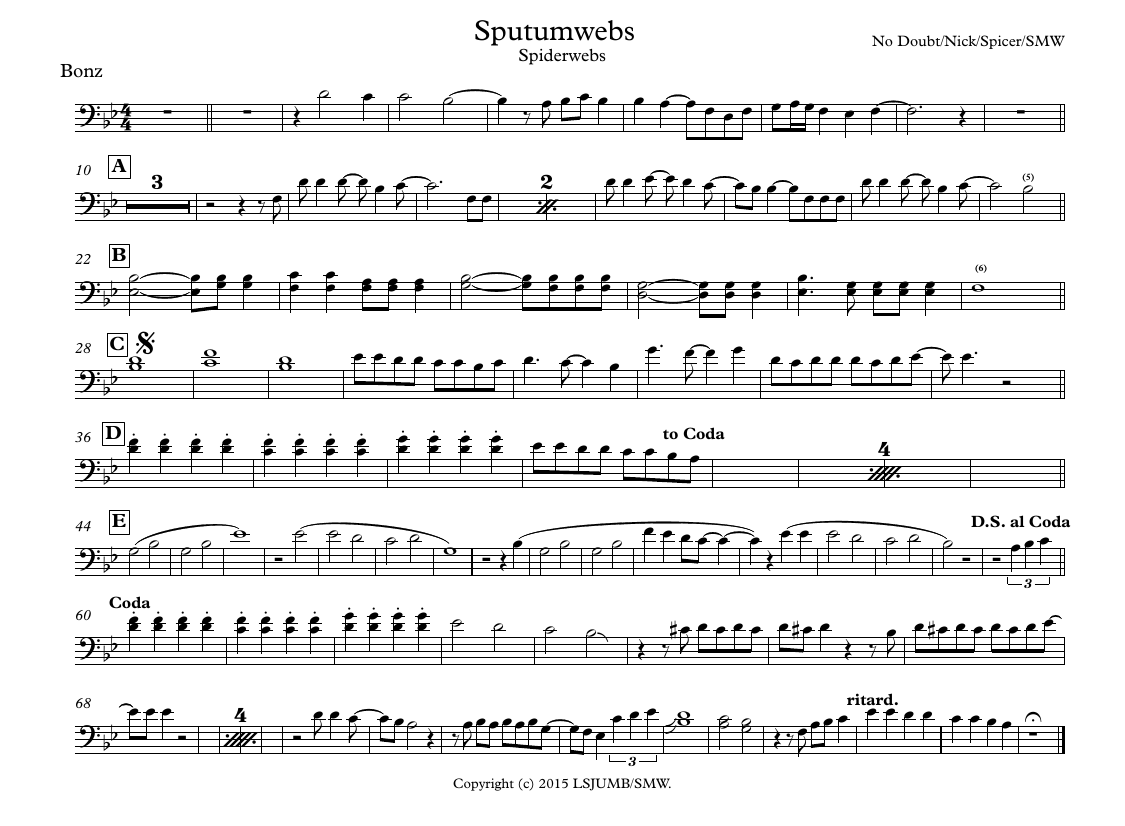 Sputumwebs
Spiderwebs
No Doubt/Nick/Spicer/SMW
Bonz
4
4
10 A
3
2
(5)
22 B
(6)
28 C
36 D
to Coda
4
44 E
D.S. al Coda
3
Coda
60
68
4
ritard.
3
Copyright (c) 2015 LSJUMB/SMW.